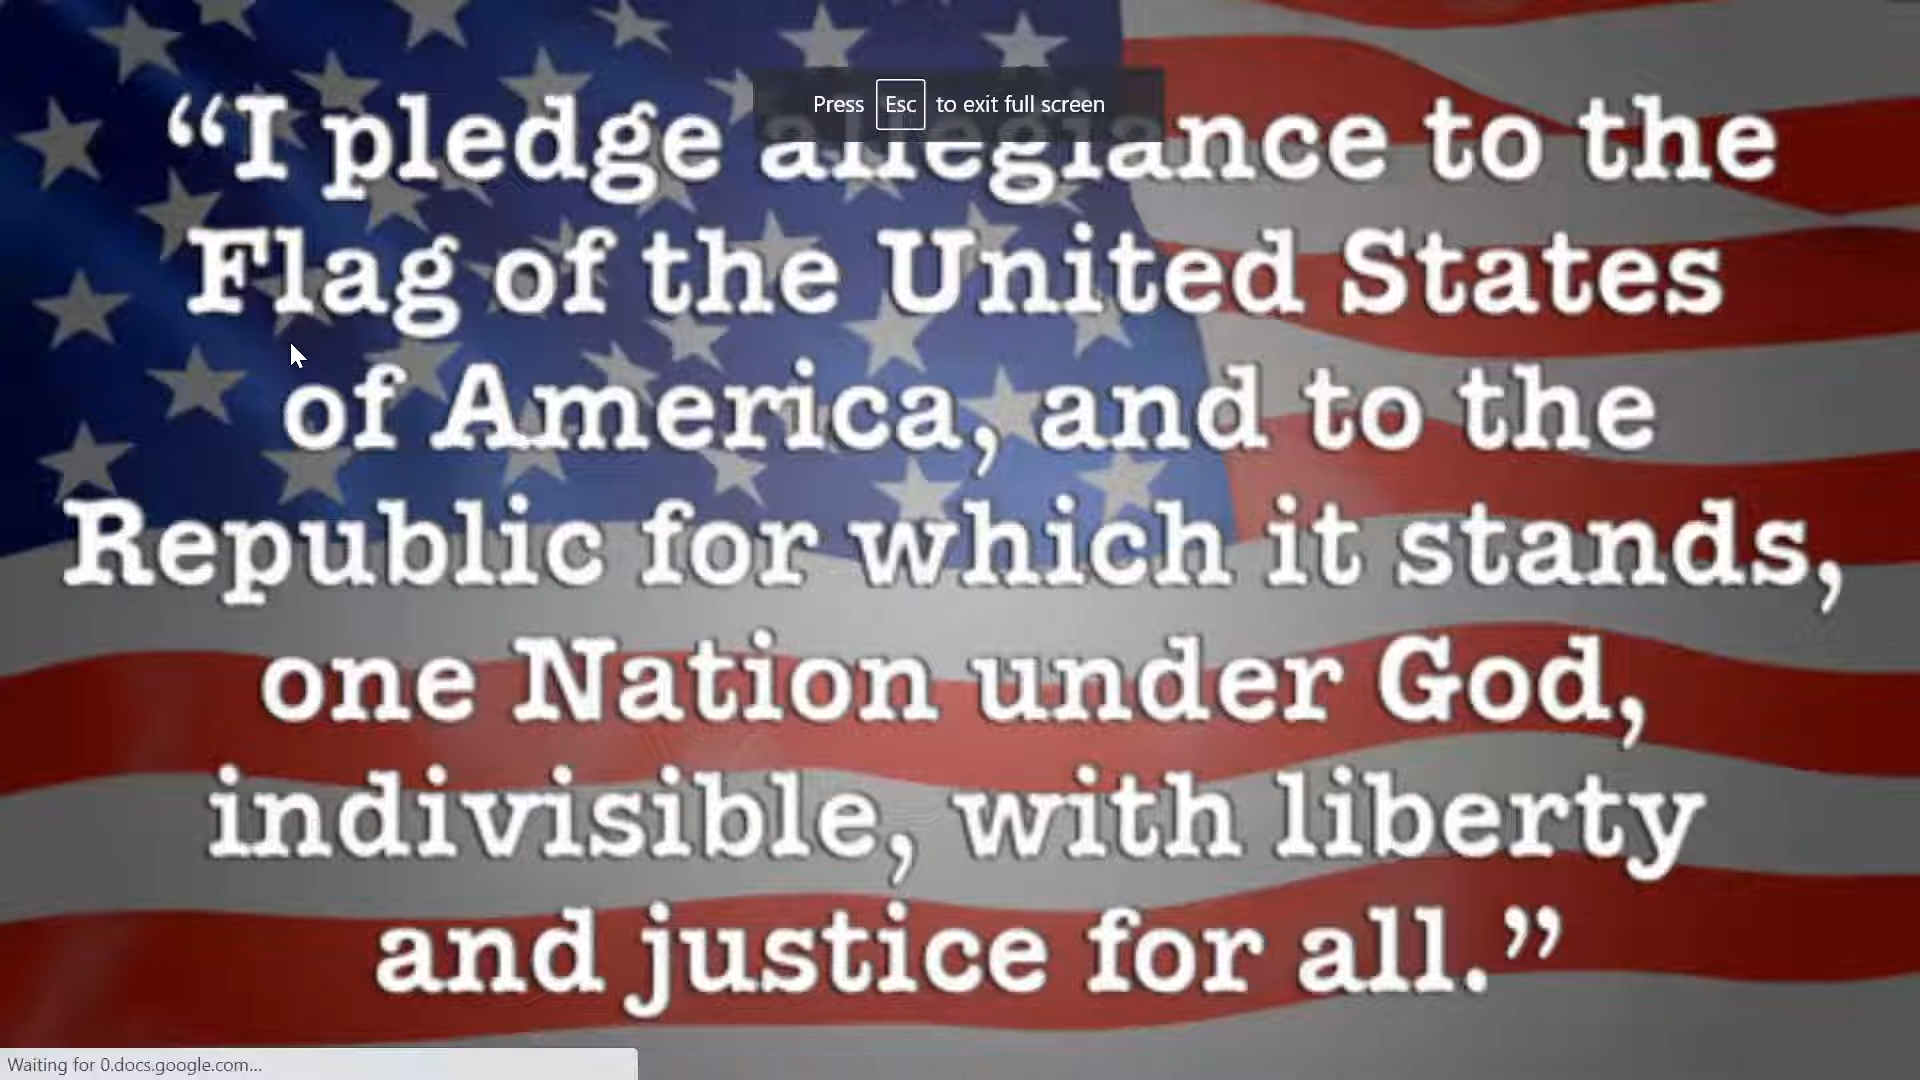 Press Esc to exit full screen
“I pledge allegiance to the
Flag of the United States
of America, and to the
Republic for which it stands,
one Nation under God,
indivisible, with liberty
and justice for all.”
Waiting for 0.docs.google.com...